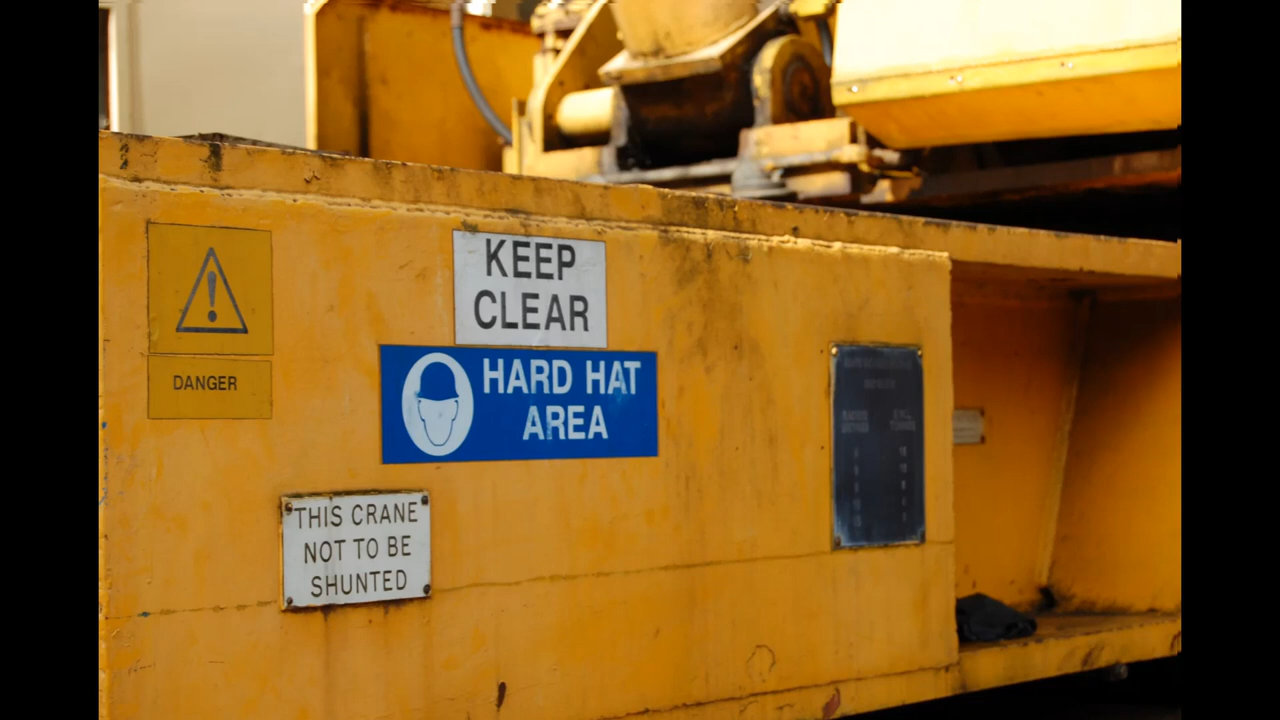 KEEP
CLEAR
DANGER
HARD HAT
AREA
THIS CRANE
NOT TO BE
SHUNTED